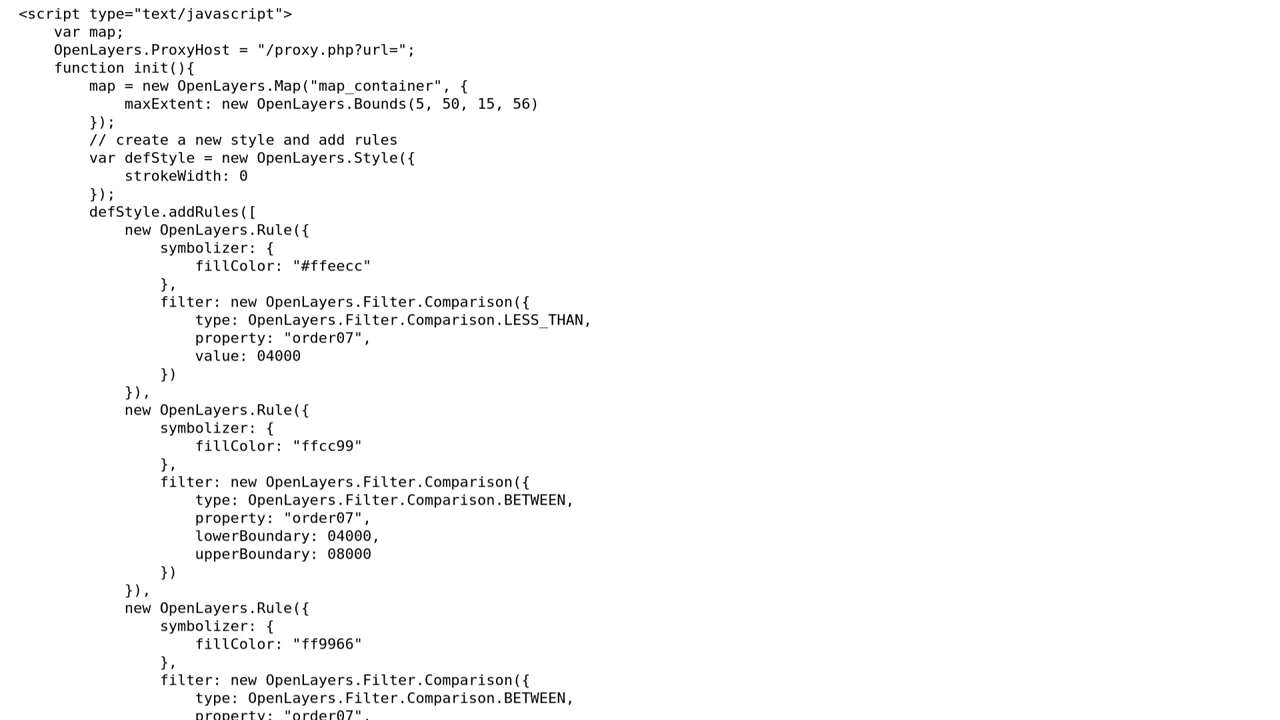 <script type="text/javascript">
    var map;
    OpenLayers.ProxyHost = "/proxy.php?url=";
    function init(){
        map = new OpenLayers.Map("map_container", {
            maxExtent: new OpenLayers.Bounds(5, 50, 15, 56)
        });
        // create a new style and add rules
        var defStyle = new OpenLayers.Style({
            strokeWidth: 0
        });
        defStyle.addRules([
            new OpenLayers.Rule({
                symbolizer: {
                    fillColor: "#ffeecc"
                },
                filter: new OpenLayers.Filter.Comparison({
                    type: OpenLayers.Filter.Comparison.LESS_THAN,
                    property: "order07",
                    value: 04000
                })
            }),
            new OpenLayers.Rule({
                symbolizer: {
                    fillColor: "ffcc99"
                },
                filter: new OpenLayers.Filter.Comparison({
                    type: OpenLayers.Filter.Comparison.BETWEEN,
                    property: "order07",
                    lowerBoundary: 04000,
                    upperBoundary: 08000
                })
            }),
            new OpenLayers.Rule({
                symbolizer: {
                    fillColor: "ff9966"
                },
                filter: new OpenLayers.Filter.Comparison({
                    type: OpenLayers.Filter.Comparison.BETWEEN,
                    property: "order07",